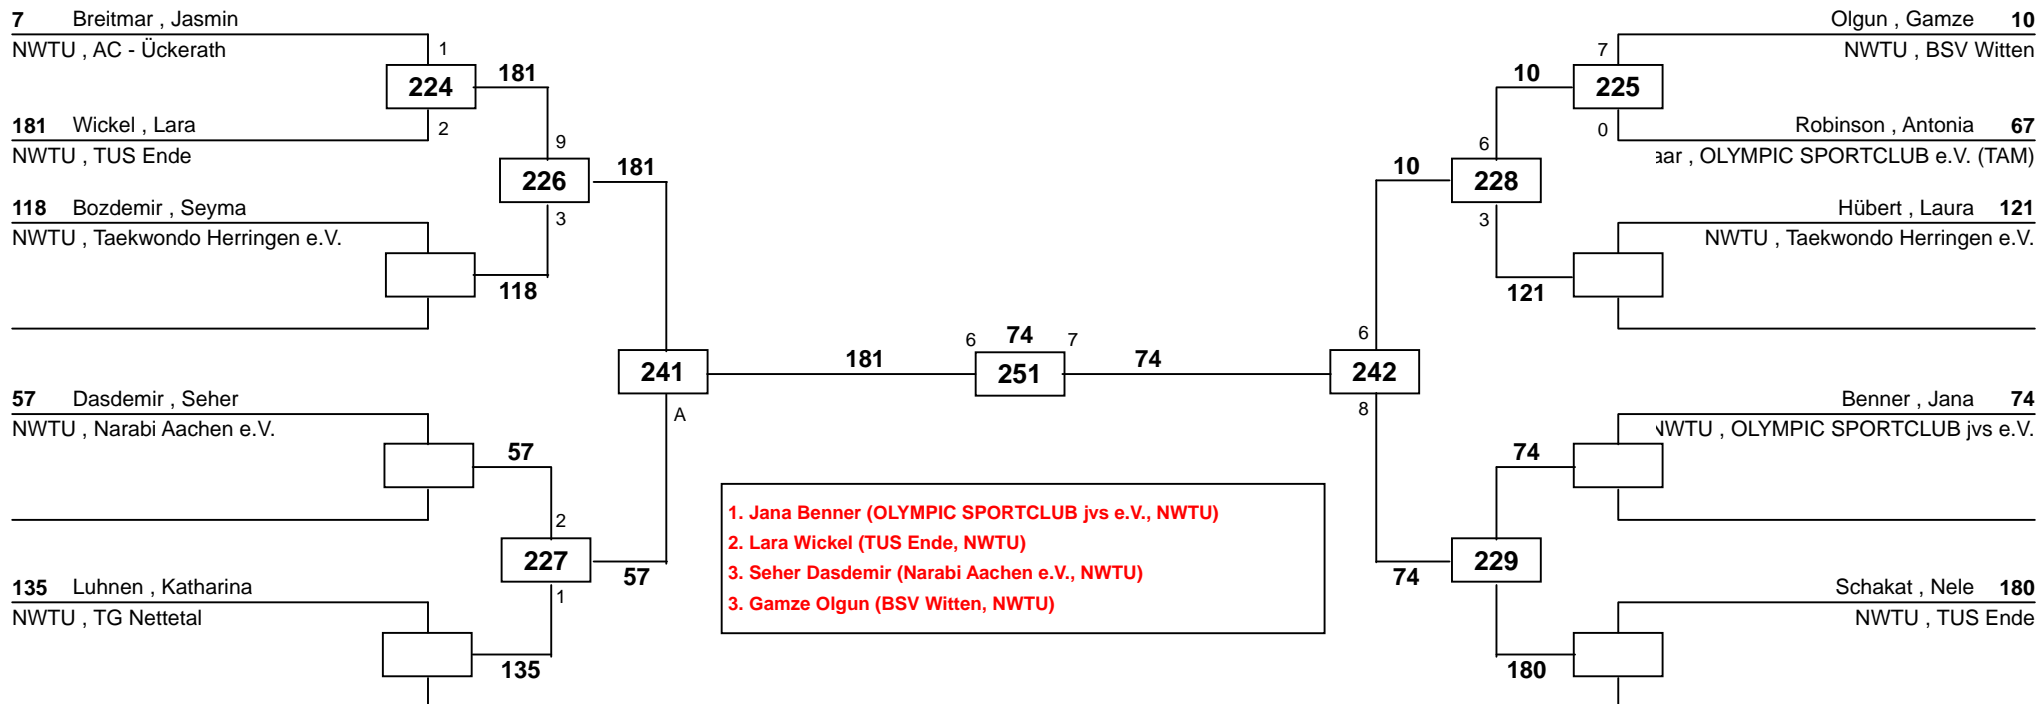 7 Breitmar , Jasmin
NWTU , AC - Ückerath
1
224
181
2
181 Wickel , Lara
NWTU , TUS Ende
9
226
181
3
118 Bozdemir , Seyma
NWTU , Taekwondo Herringen e.V.
118
241
A
57 Dasdemir , Seher
NWTU , Narabi Aachen e.V.
57
2
227
57
1
135 Luhnen , Katharina
NWTU , TG Nettetal
135
181
6 74 7
251
74
Olgun , Gamze 10
NWTU , BSV Witten
7
225
10
0
Robinson , Antonia 67
aar , OLYMPIC SPORTCLUB e.V. (TAM)
6
228
10
3
Hübert , Laura 121
NWTU , Taekwondo Herringen e.V.
121
6
242
8
Benner , Jana 74
NWTU , OLYMPIC SPORTCLUB jvs e.V.
74
229
74
Schakat , Nele 180
NWTU , TUS Ende
180
1. Jana Benner (OLYMPIC SPORTCLUB jvs e.V., NWTU)
2. Lara Wickel (TUS Ende, NWTU)
3. Seher Dasdemir (Narabi Aachen e.V., NWTU)
3. Gamze Olgun (BSV Witten, NWTU)